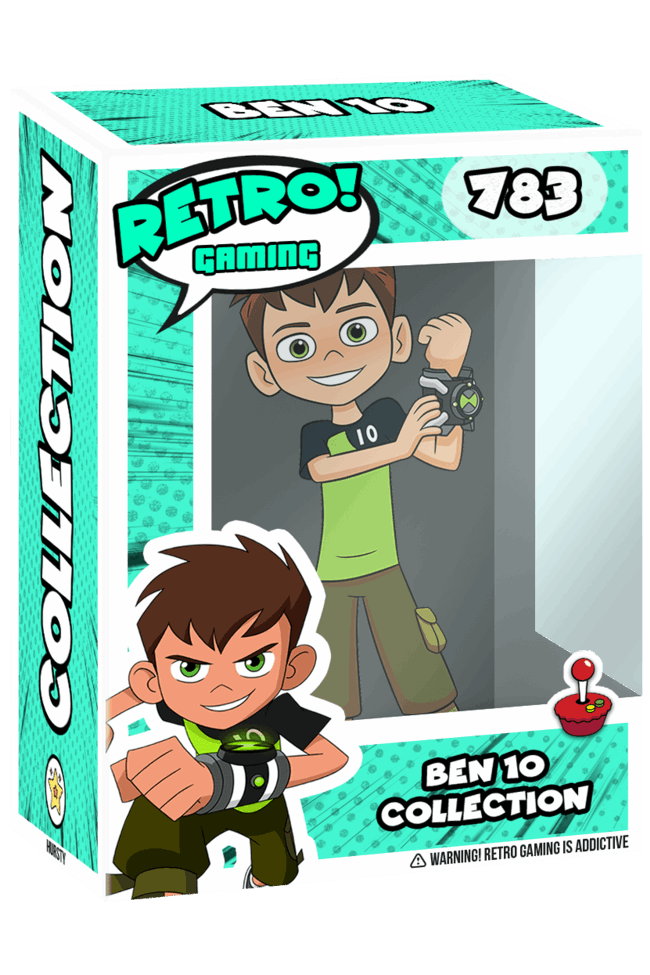 BEN 10
RETRO!
GAMING
783
COLLECTION
10
BEN 10
COLLECTION
⚠ WARNING! RETRO GAMING IS ADDICTIVE
HURSTY